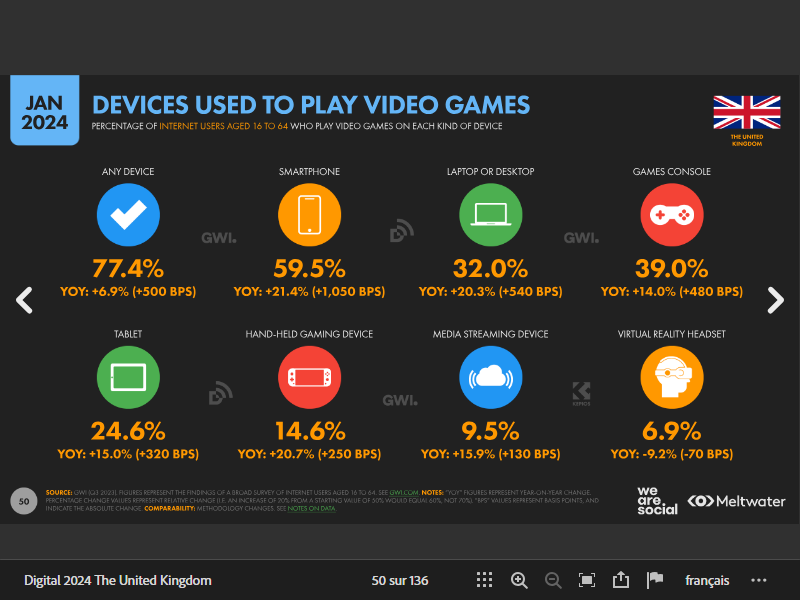 JAN
2024
DEVICES USED TO PLAY VIDEO GAMES
PERCENTAGE OF INTERNET USERS AGED 16 TO 64 WHO PLAY VIDEO GAMES ON EACH KIND OF DEVICE
THE UNITED
KINGDOM
ANY DEVICE
SMARTPHONE
LAPTOP OR DESKTOP
GAMES CONSOLE
GWI.
GWI.
77.4%
59.5%
32.0%
39.0%
YOY: +6.9% (+500 BPS)
YOY: +21.4% (+1,050 BPS)
YOY: +20.3% (+540 BPS)
YOY: +14.0% (+480 BPS)
TABLET
HAND-HELD GAMING DEVICE
MEDIA STREAMING DEVICE
VIRTUAL REALITY HEADSET
GWI.
KEPIOS
24.6%
14.6%
9.5%
6.9%
YOY: +15.0% (+320 BPS)
YOY: +20.7% (+250 BPS)
YOY: +15.9% (+130 BPS)
YOY: -9.2% (-70 BPS)
50
SOURCE: GWI (Q3 2023). FIGURES REPRESENT THE FINDINGS OF A BROAD SURVEY OF INTERNET USERS AGED 16 TO 64. SEE GWI.COM. NOTES: "YOY" FIGURES REPRESENT YEAR-ON-YEAR CHANGE.
PERCENTAGE CHANGE VALUES REPRESENT RELATIVE CHANGE (I.E. AN INCREASE OF 20% FROM A STARTING VALUE OF 50% WOULD EQUAL 60%, NOT 70%). "BPS" VALUES REPRESENT BASIS POINTS, AND
INDICATE THE ABSOLUTE CHANGE. COMPARABILITY: METHODOLOGY CHANGES. SEE NOTES ON DATA.
we
are.
social
Meltwater
Digital 2024 The United Kingdom
50 sur 136
français